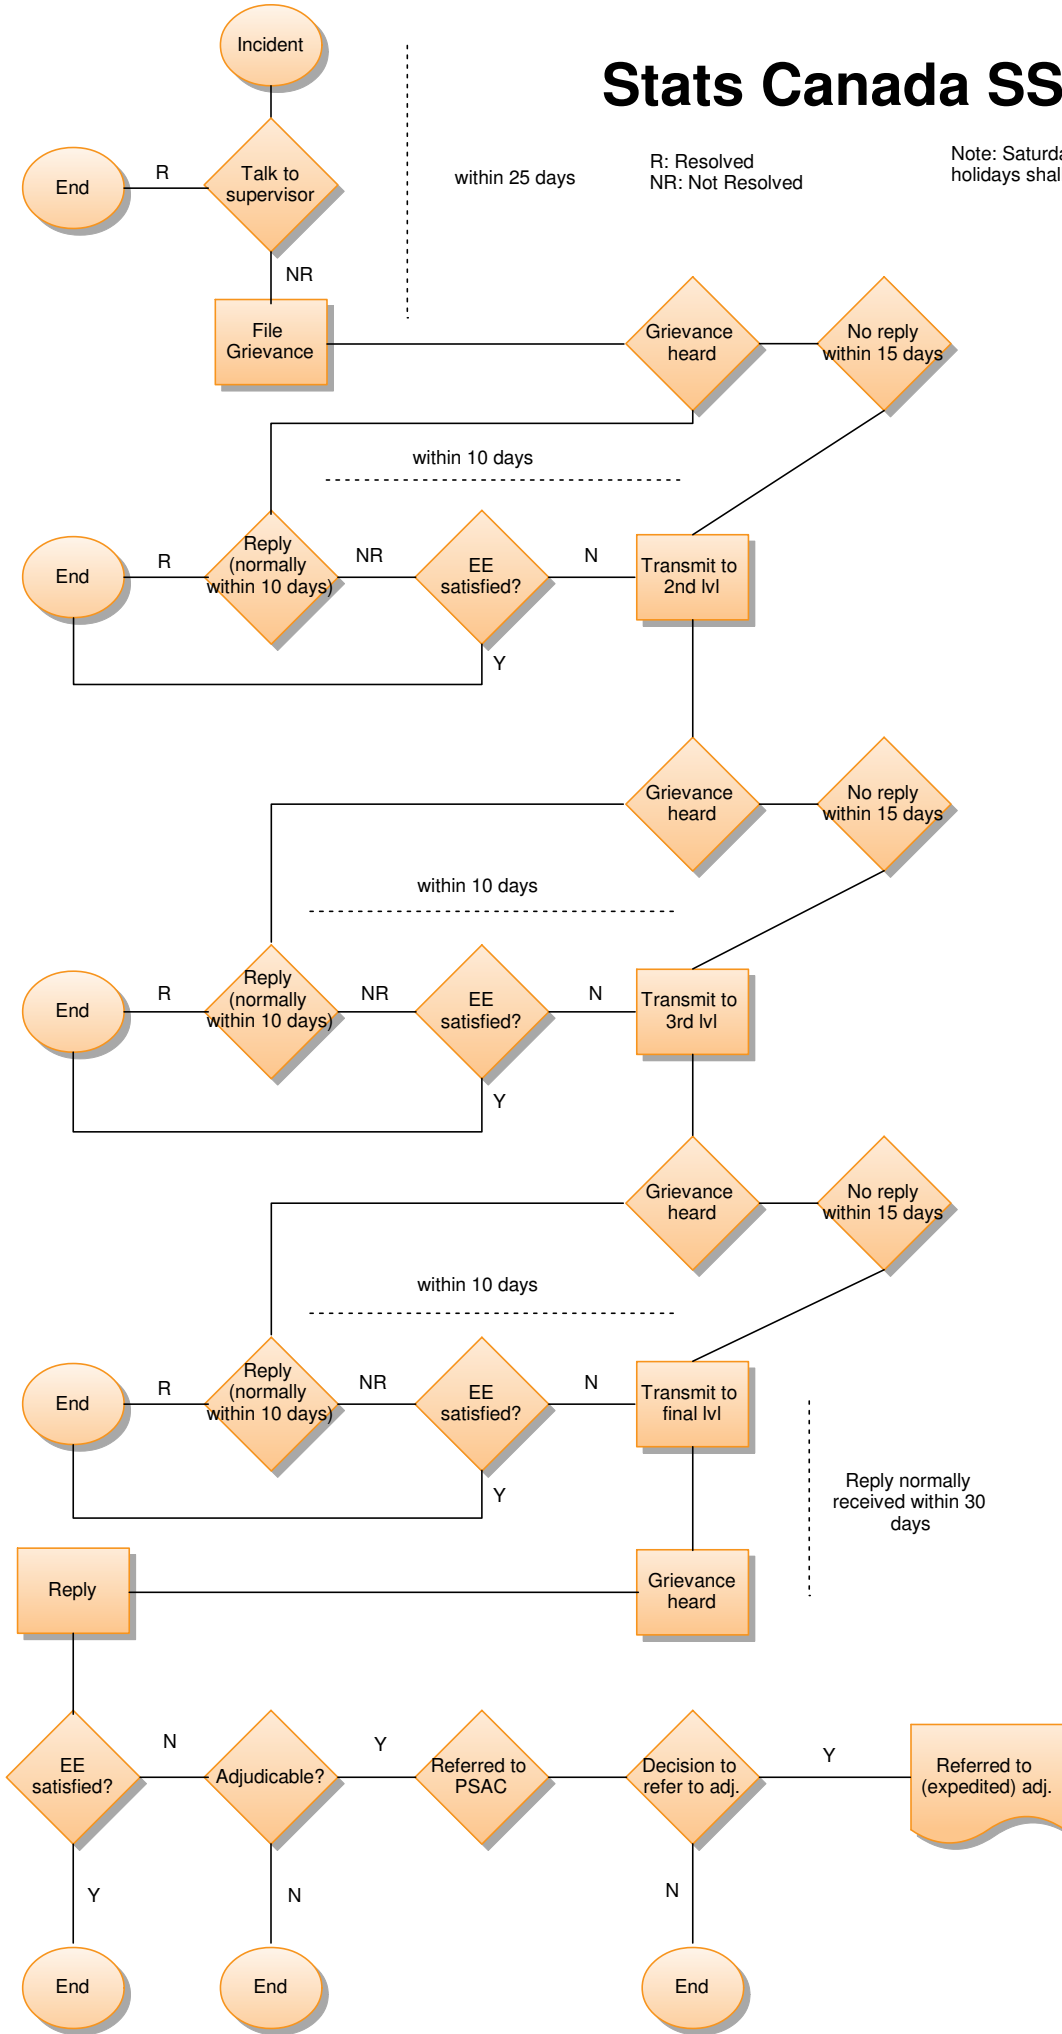 Incident
Stats Canada SS
Talk to
supervisor
End
R
within 25 days
R: Resolved
NR: Not Resolved
Note: Saturda
holidays shal
NR
File
Grievance
Grievance
heard
No reply
within 15 days
within 10 days
End
R
Reply
(normally
within 10 days)
NR
EE
satisfied?
N
Transmit to
2nd lvl
Y
Grievance
heard
No reply
within 15 days
within 10 days
End
R
Reply
(normally
within 10 days)
NR
EE
satisfied?
N
Transmit to
3rd lvl
Y
Grievance
heard
No reply
within 15 days
within 10 days
End
R
Reply
(normally
within 10 days)
NR
EE
satisfied?
N
Transmit to
final lvl
Y
Reply normally
received within 30
days
Reply
Grievance
heard
EE
satisfied?
N
Adjudicable?
Y
Referred to
PSAC
Decision to
refer to adj.
Y
Referred to
(expedited) adj.
Y
N
N
End
End
End